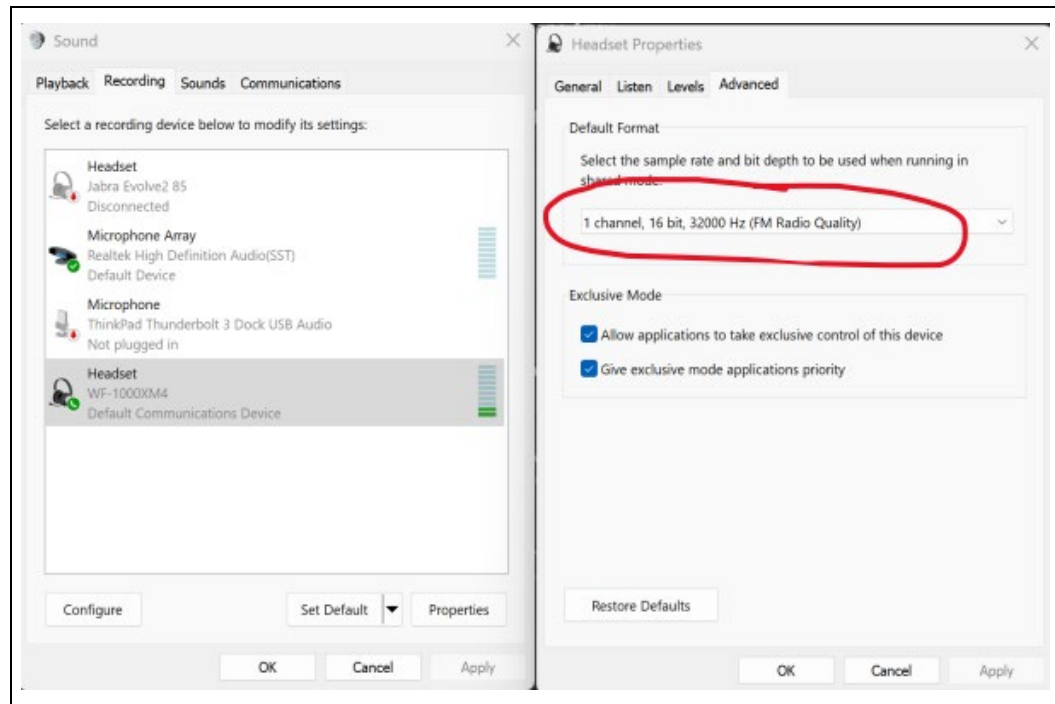 Sound
Playback Recording Sounds Communications
Select a recording device below to modify its settings:
Headset
Jabra Evolve2 85
Disconnected
Microphone Array
Realtek High Definition Audio(SST)
Default Device
Microphone
ThinkPad Thunderbolt 3 Dock USB Audio
Not plugged in
Headset
WF-1000XM4
Default Communications Device
Configure
Set Default
Properties
OK
Cancel
Apply
Headset Properties
General Listen Levels Advanced
Default Format
Select the sample rate and bit depth to be used when running in
shared mode.
1 channel, 16 bit, 32000 Hz (FM Radio Quality)
Exclusive Mode
Allow applications to take exclusive control of this device
Give exclusive mode applications priority
Restore Defaults
OK
Cancel
Apply